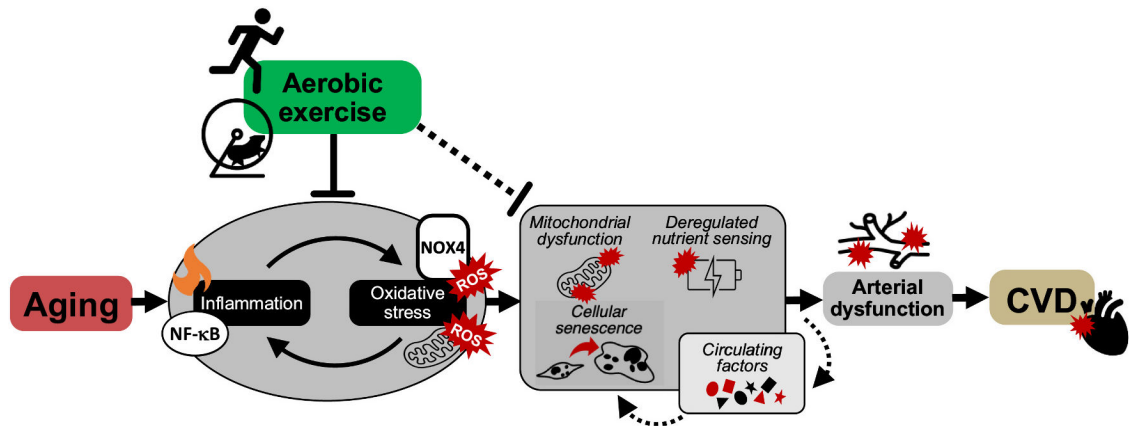 Aerobic
exercise
NOX4
ROS
Inflammation
Oxidative
stress
NF-κB
ROS
Aging
Mitochondrial
dysfunction
Deregulated
nutrient sensing
Cellular
senescence
Circulating
factors
Arterial
dysfunction
CVD